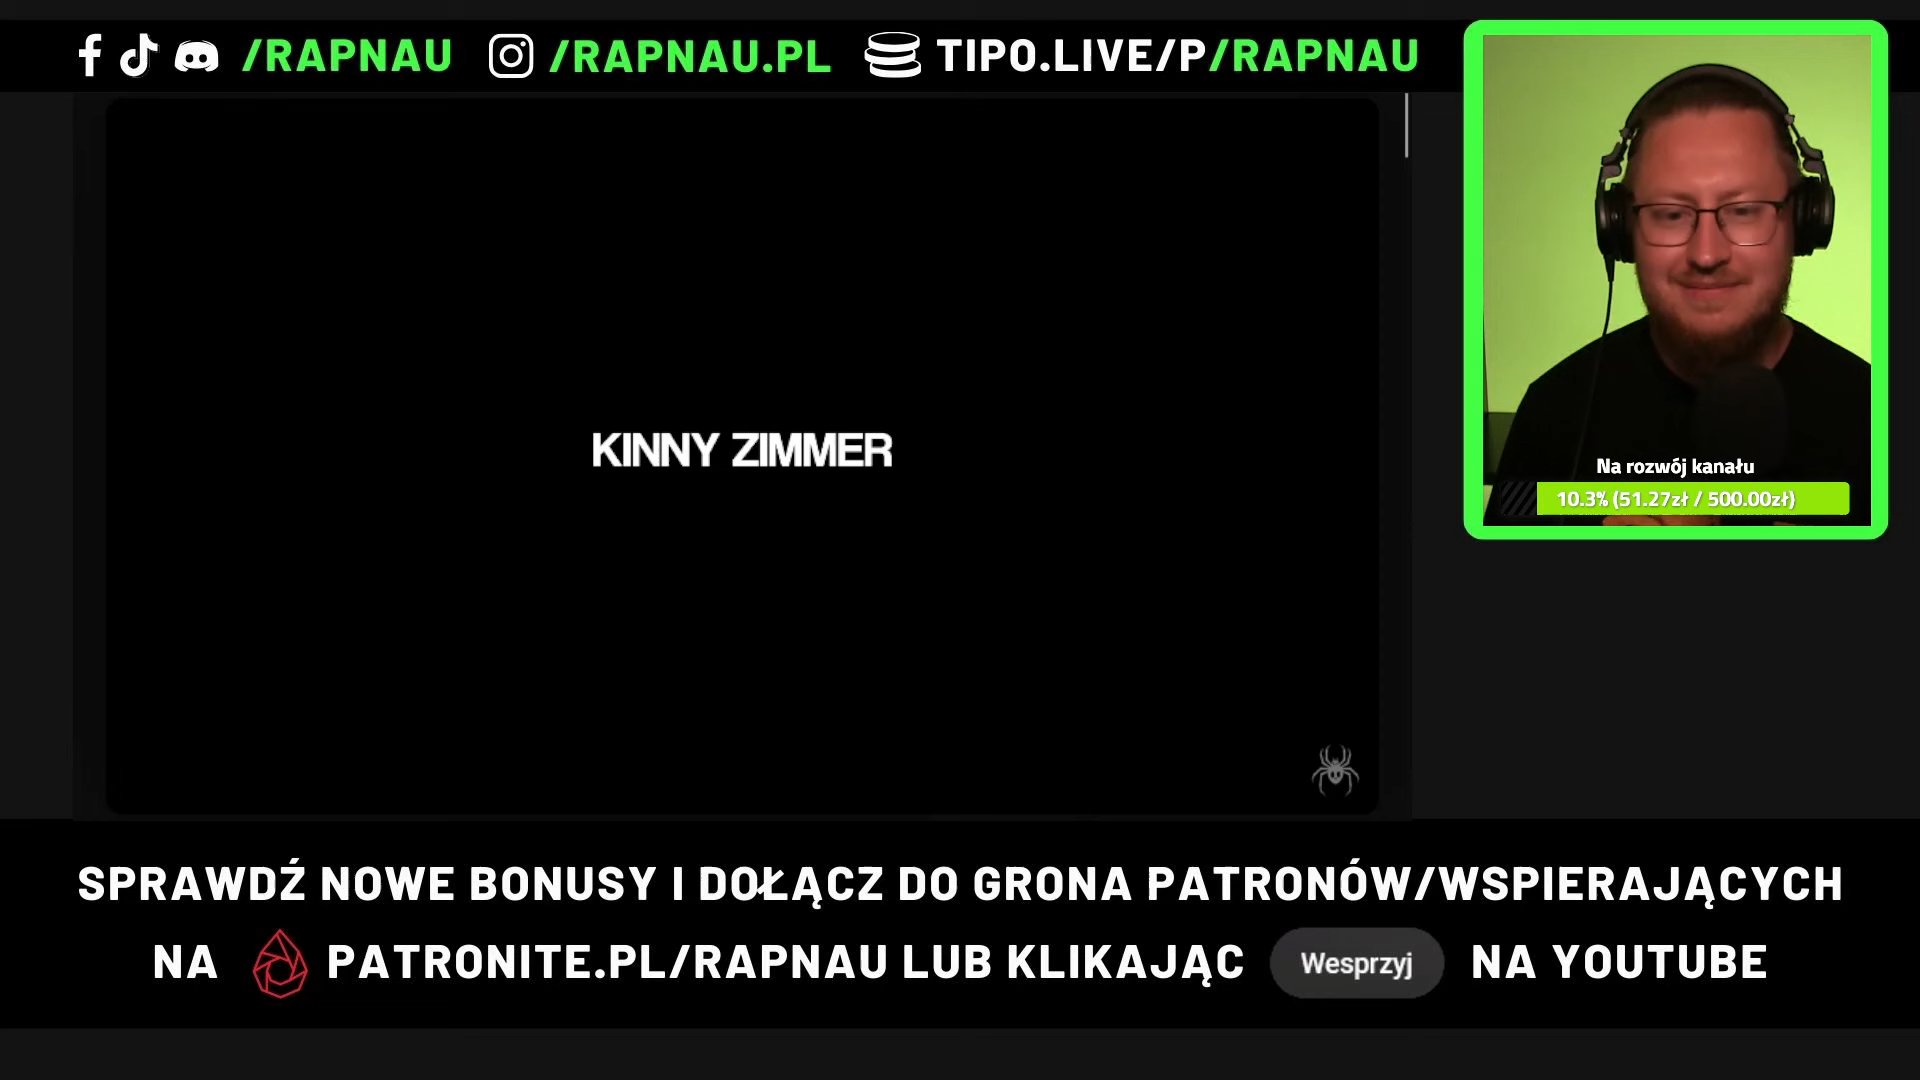 /RAPNAU /RAPNAU.PL TIPO.LIVE/P/RAPNAU
KINNY ZIMMER
Na rozwój kanału
10.3% (51.27zł / 500.00zł)
SPRAWDŹ NOWE BONUSY I DOŁĄCZ DO GRONA PATRONÓW/WSPIERAJĄCYCH
NA PATRONITE.PL/RAPNAU LUB KLIKAJĄC Wesprzyj NA YOUTUBE